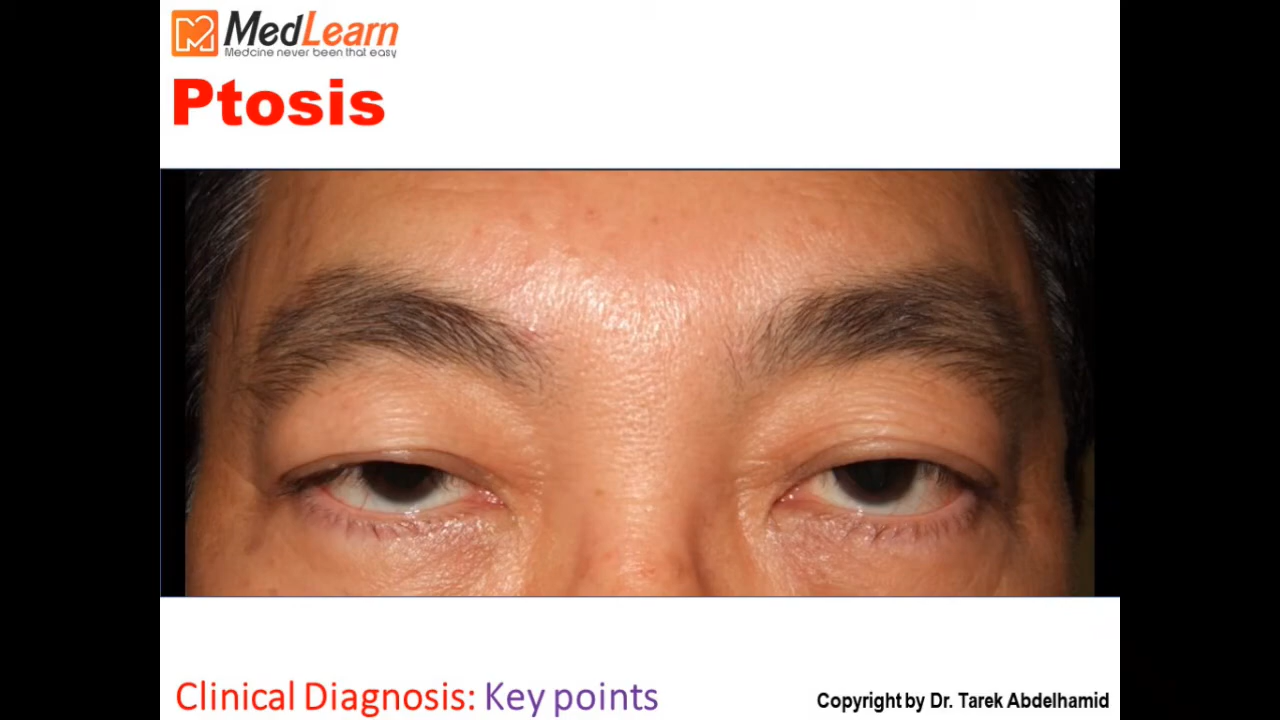 MedLearn
Medcine never been that easy
Ptosis
Clinical Diagnosis: Key points
Copyright by Dr. Tarek Abdelhamid